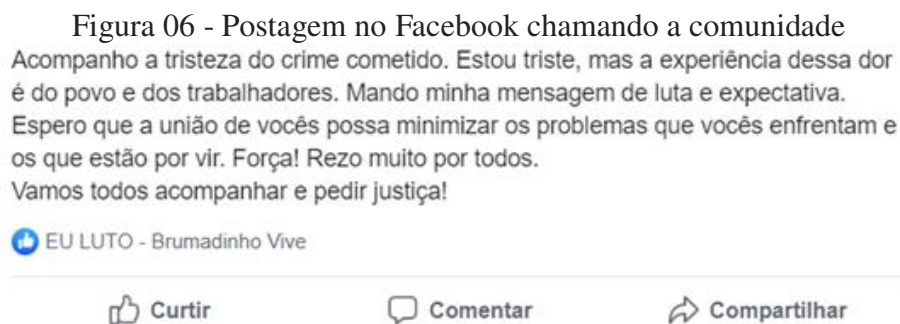 Figura 06 - Postagem no Facebook chamando a comunidade
Acompanho a tristeza do crime cometido. Estou triste, mas a experiência dessa dor
é do povo e dos trabalhadores. Mando minha mensagem de luta e expectativa.
Espero que a união de vocês possa minimizar os problemas que vocês enfrentam e
os que estão por vir. Força! Rezo muito por todos.
Vamos todos acompanhar e pedir justiça!
EU LUTO - Brumadinho Vive
Curtir Comentar Compartilhar